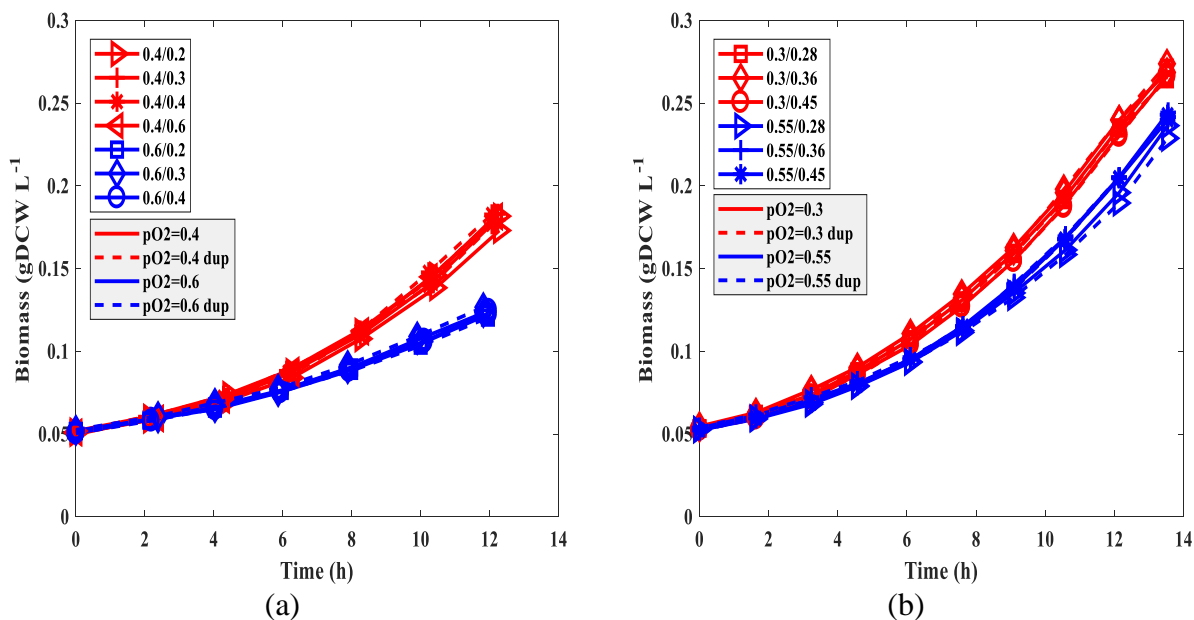 0.3
0.25
0.2
0.15
0.1
0.05
0
Biomass (gDCW L⁻¹)
0.4/0.2
0.4/0.3
0.4/0.4
0.4/0.6
0.6/0.2
0.6/0.3
0.6/0.4
pO2=0.4
pO2=0.4 dup
pO2=0.6
pO2=0.6 dup
0 2 4 6 8 10 12 14
Time (h)
(a)
0.3
0.25
0.2
0.15
0.1
0.05
0
Biomass (gDCW L⁻¹)
0.3/0.28
0.3/0.36
0.3/0.45
0.55/0.28
0.55/0.36
0.55/0.45
pO2=0.3
pO2=0.3 dup
pO2=0.55
pO2=0.55 dup
0 2 4 6 8 10 12 14
Time (h)
(b)